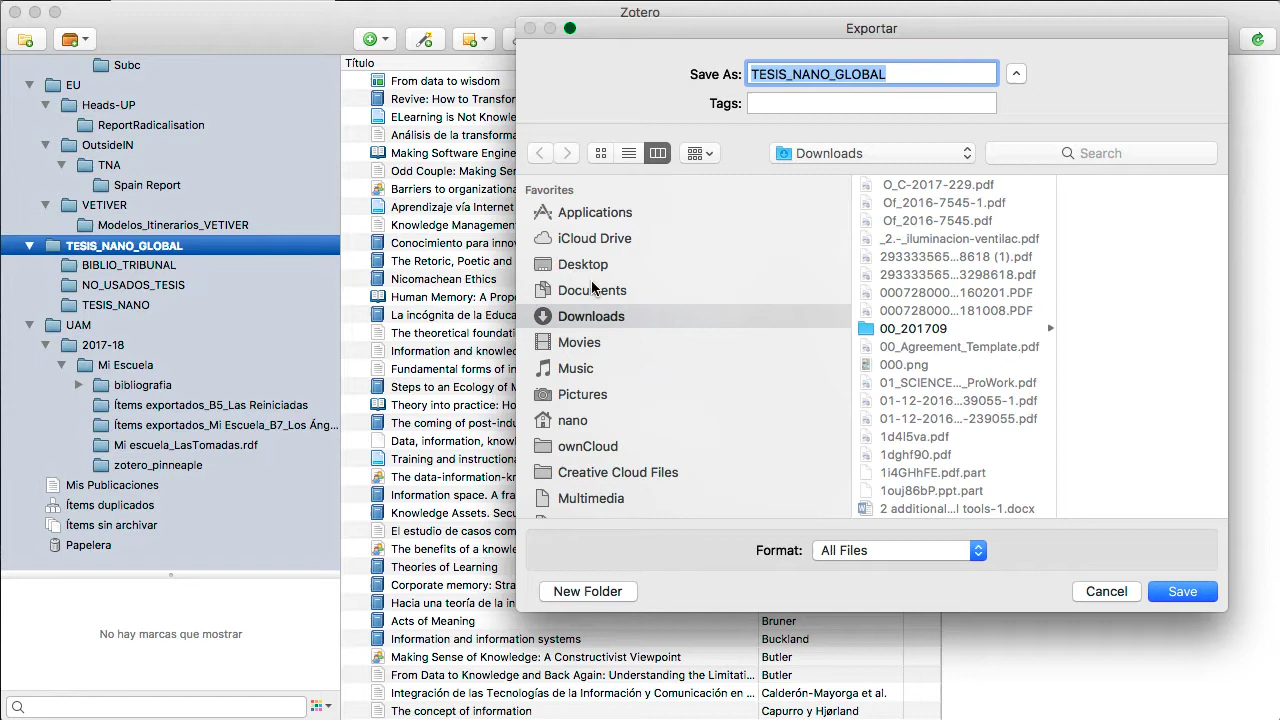 Zotero
Subc
EU
Heads-UP
ReportRadicalisation
OutsideIN
TNA
Spain Report
VETIVER
Modelos_Itinerarios_VETIVER
TESIS_NANO_GLOBAL
BIBLIO_TRIBUNAL
NO_USADOS_TESIS
TESIS_NANO
UAM
2017-18
Mi Escuela
bibliografia
Ítems exportados_B5_Las Reiniciadas
Ítems exportados_Mi Escuela_B7_Los Áng...
Mi escuela_LasTomadas.rdf
zotero_pinneaple
Mis Publicaciones
Ítems duplicados
Ítems sin archivar
Papelera
No hay marcas que mostrar
Título
From data to wisdom
Revive: How to Transfor
ELearning is Not Knowle
Análisis de la transforma
Making Software Engine
Odd Couple: Making Ser
Barriers to organizationa
Aprendizaje vía Internet
Knowledge Management
Conocimiento para innov
The Retoric, Poetic and
Nicomachean Ethics
Human Memory: A Propo
La incógnita de la Educa
The theoretical foundati
Information and knowled
Fundamental forms of in
Steps to an Ecology of M
Theory into practice: Ho
The coming of post-indu
Data, information, knowl
Training and instructiona
The data-information-kn
Information space. A fra
Knowledge Assets. Secu
El estudio de casos com
The benefits of a knowle
Theories of Learning
Corporate memory: Strat
Hacia una teoría de la in
Acts of Meaning Bruner
Information and information systems Buckland
Making Sense of Knowledge: A Constructivist Viewpoint Butler
From Data to Knowledge and Back Again: Understanding the Limitati... Butler
Integración de las Tecnologías de la Información y Comunicación en ... Calderón Mayorga et al.
The concept of information Capurro y Hjørland
Exportar
Save As: TESIS_NANO_GLOBAL
Tags:
Downloads
Search
Favorites
Applications
iCloud Drive
Desktop
Documents
Downloads
Movies
Music
Pictures
nano
ownCloud
Creative Cloud Files
Multimedia
O_C-2017-229.pdf
Of_2016-7545-1.pdf
Of_2016-7545.pdf
_2.-_iluminacion-ventilac.pdf
293333565...8618 (1).pdf
293333565...3298618.pdf
000728000...160201.PDF
000728000...181008.PDF
00_201709
00_Agreement_Template.pdf
000.png
01_SCIENCE..._ProWork.pdf
01-12-2016...39055-1.pdf
01-12-2016...-239055.pdf
1d4l5va.pdf
1dghf90.pdf
1i4GHhFE.pdf.part
1ouj86bP.ppt.part
2 additional...l tools-1.docx
Format: All Files
New Folder
Cancel
Save